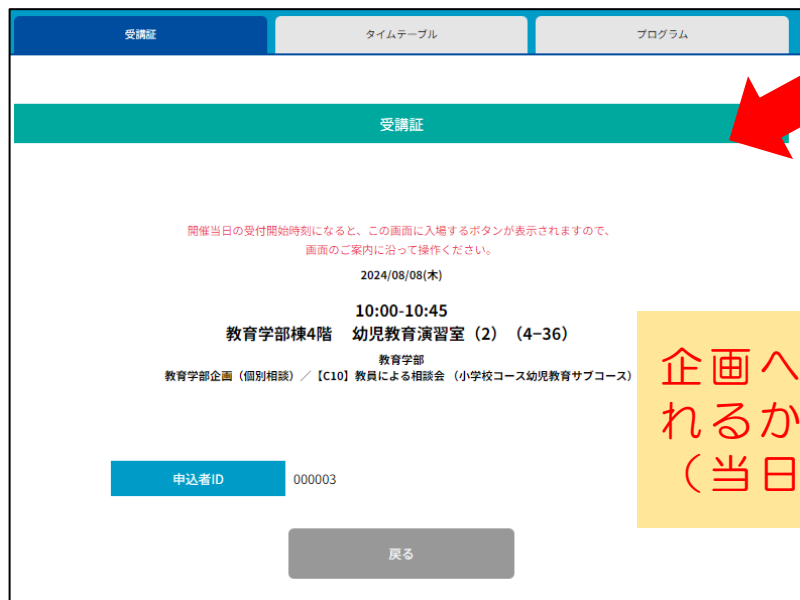 受講証
タイムテーブル
プログラム
受講証
開催当日の受付開始時刻になると、この画面に入場するボタンが表示されますので、
画面のご案内に沿って操作ください。
2024/08/08(木)
10:00-10:45
教育学部棟4階　幼児教育演習室（2）（4−36）
教育学部
教育学部企画（個別相談）／【C10】教員による相談会（小学校コース幼児教育サブコース）
企画へ
れるか
（当日
申込者ID 000003
戻る